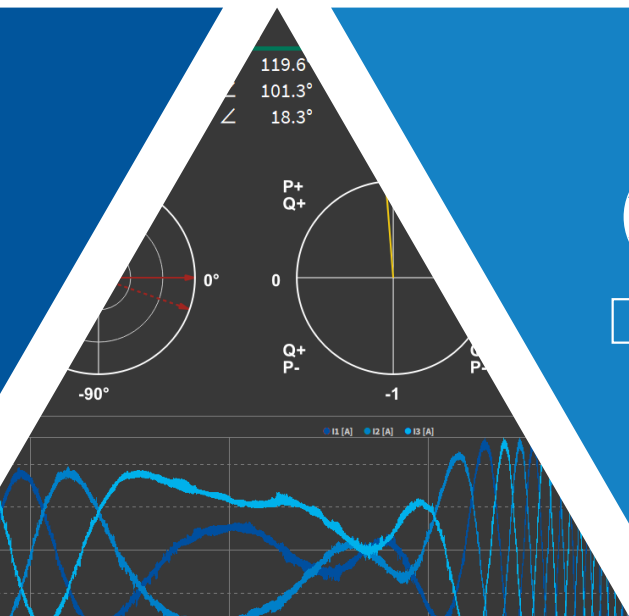 119.6
∠ 101.3°
∠ 18.3°
P+
Q+
0°
0
Q+
P-
P-
-90°
-1
I1 [A] I2 [A] I3 [A]